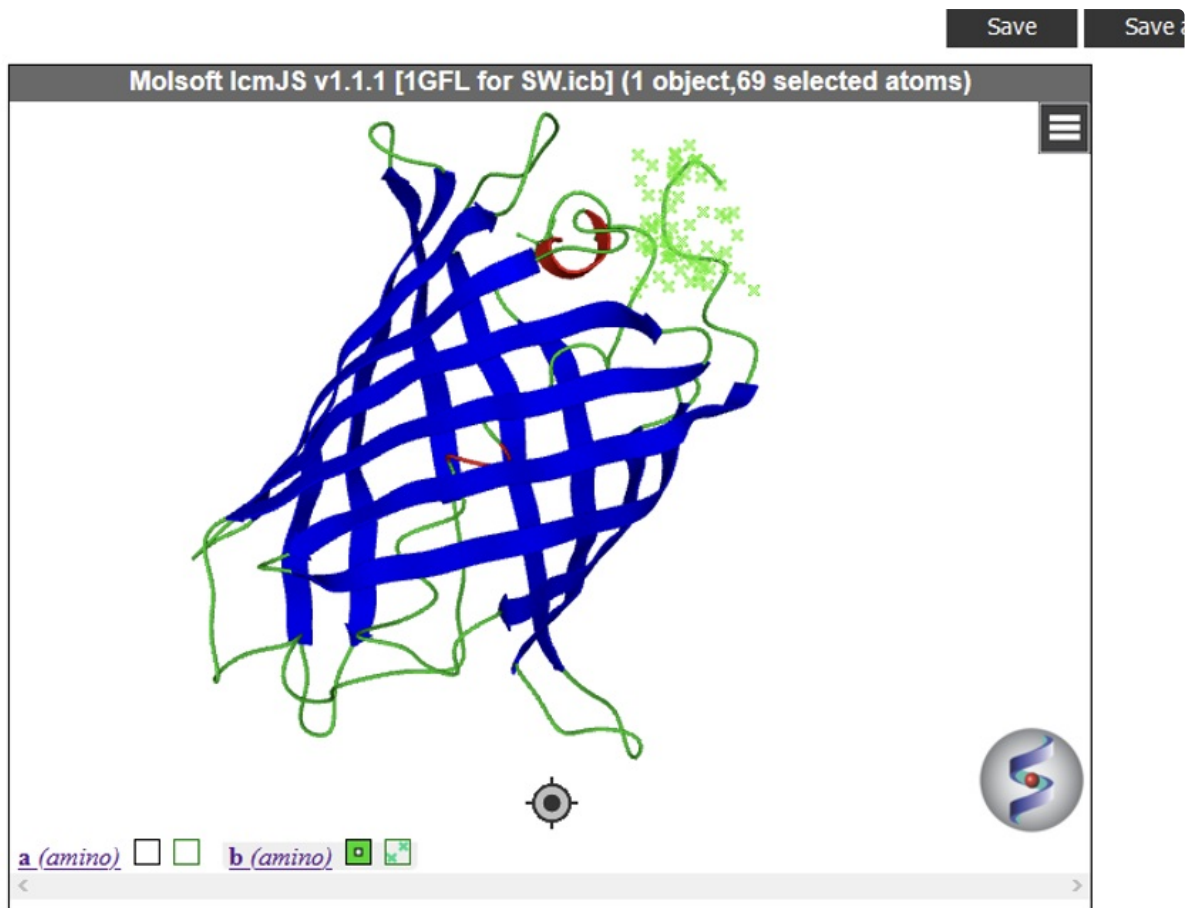 Save Save
Molsoft IcmJS v1.1.1 [1GFL for SW.icb] (1 object,69 selected atoms)
a (amino) b (amino)